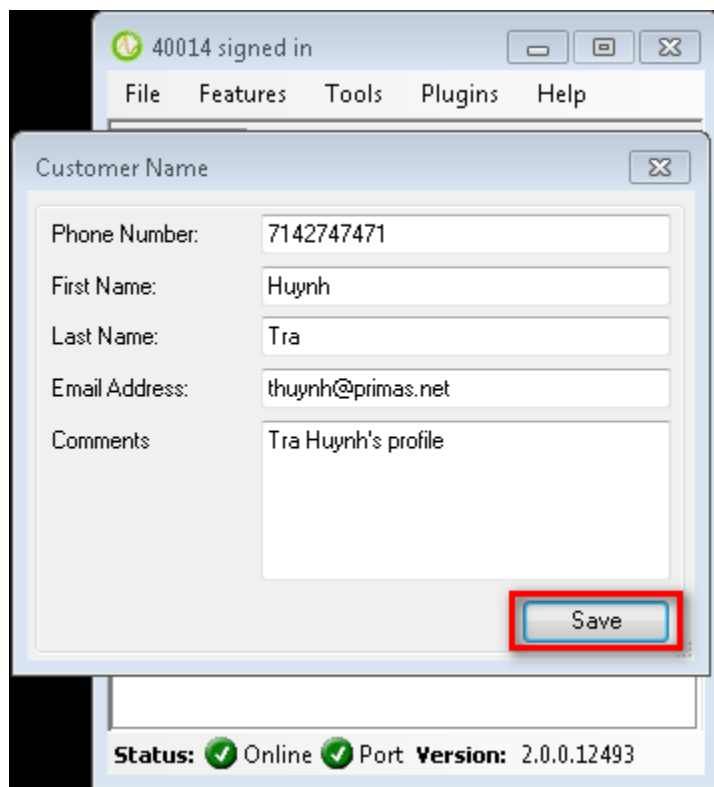 40014 signed in
File Features Tools Plugins Help
Customer Name
Phone Number: 7142747471
First Name: Huynh
Last Name: Tra
Email Address: thuynh@primas.net
Comments Tra Huynh's profile
Save
Status: Online Port Version: 2.0.0.12493